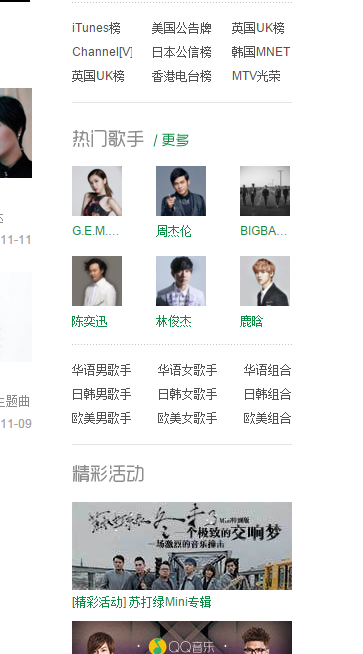 iTunes榜 美国公告牌 英国UK榜
Channel[V] 日本公信榜 韩国MNET
英国UK榜 香港电台榜 MTV光荣
热门歌手 / 更多
11-11
G.E.M.... 周杰伦 BIGBA...
陈奕迅 林俊杰 鹿晗
华语男歌手 华语女歌手 华语组合
日韩男歌手 日韩女歌手 日韩组合
主题曲
欧美男歌手 欧美女歌手 欧美组合
11-09
精彩活动
Mini特别版
一个极致的交响梦
一场激烈的音乐撞击
[精彩活动] 苏打绿Mini专辑
QQ音乐